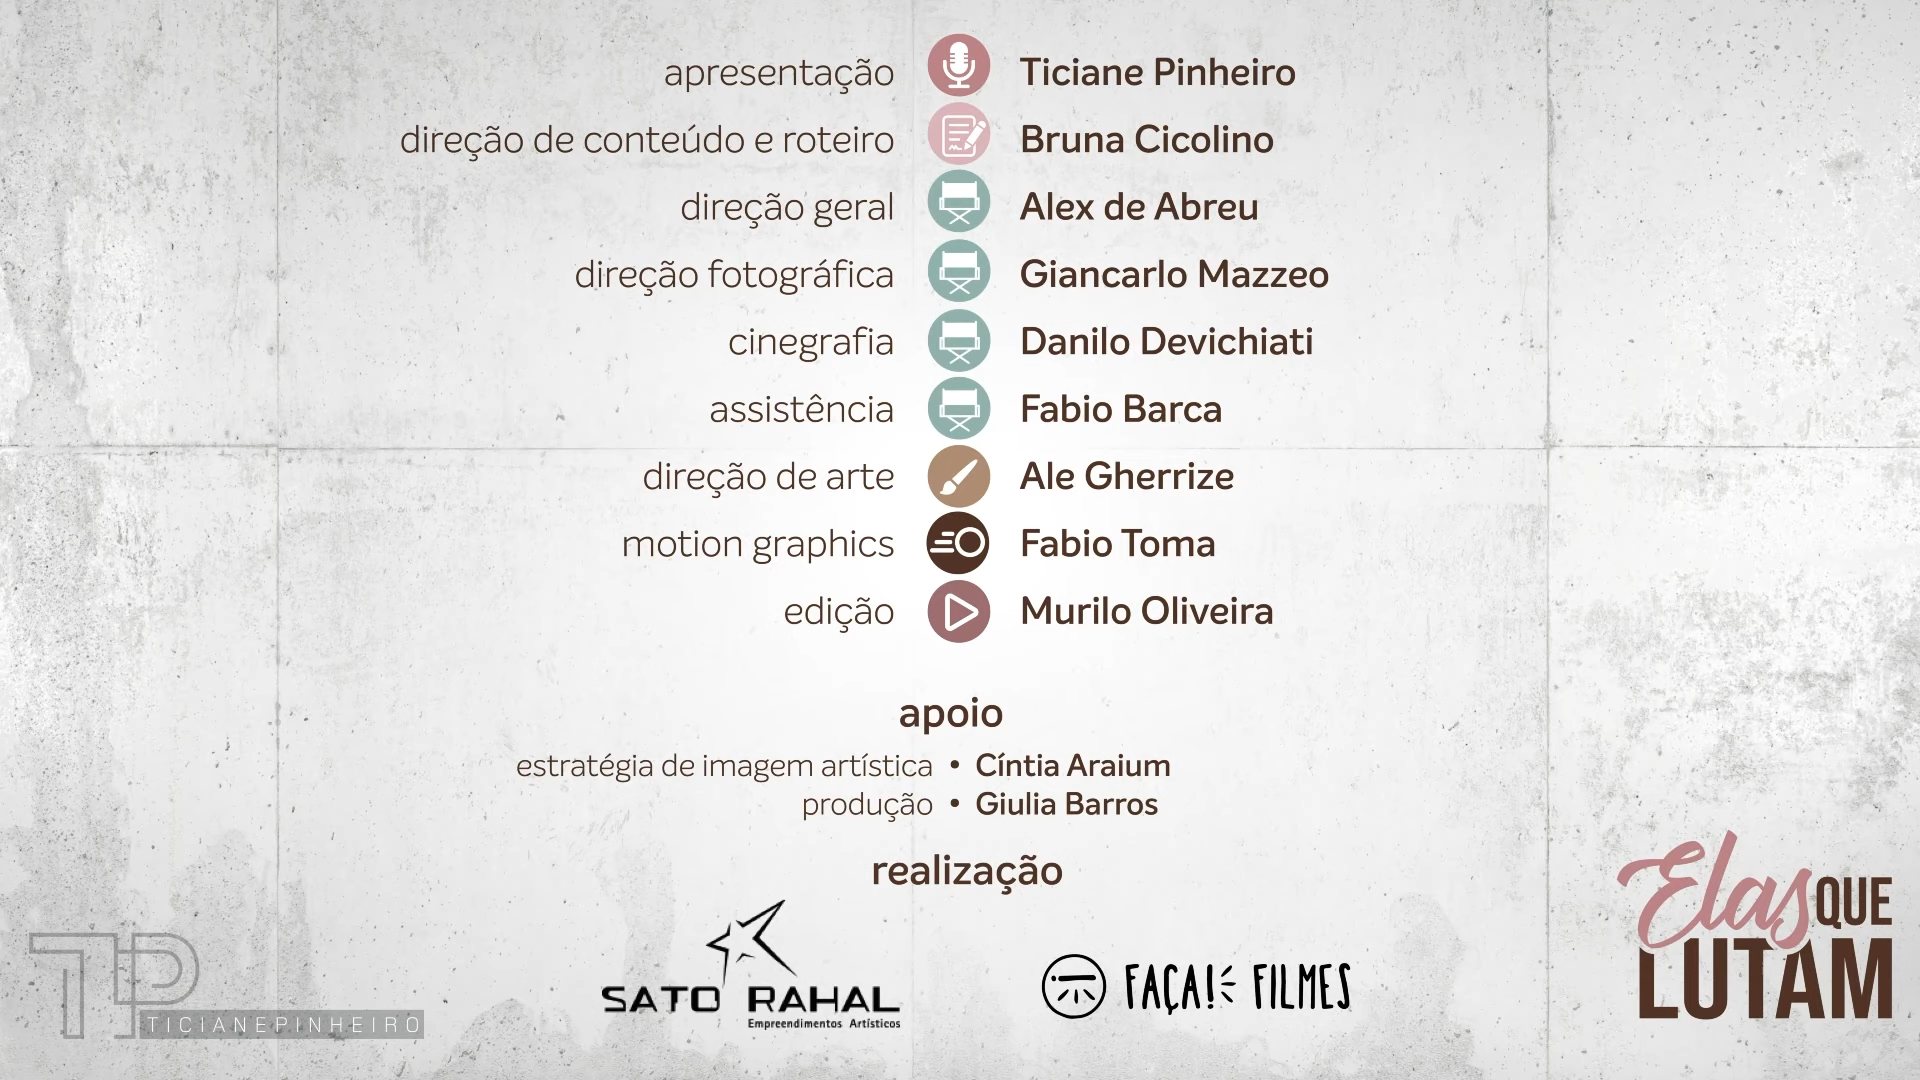 apresentação Ticiane Pinheiro
direção de conteúdo e roteiro Bruna Cicolino
direção geral Alex de Abreu
direção fotográfica Giancarlo Mazzeo
cinegrafia Danilo Devichiati
assistência Fabio Barca
direção de arte Ale Gherrize
motion graphics Fabio Toma
edição Murilo Oliveira
apoio
estratégia de imagem artística • Cíntia Araium
produção • Giulia Barros
realização
SATO RAHAL
Empreendimentos Artísticos
FAÇA! FILMES
TP
TICIANEPINHEIRO
Elas QUE
LUTAM